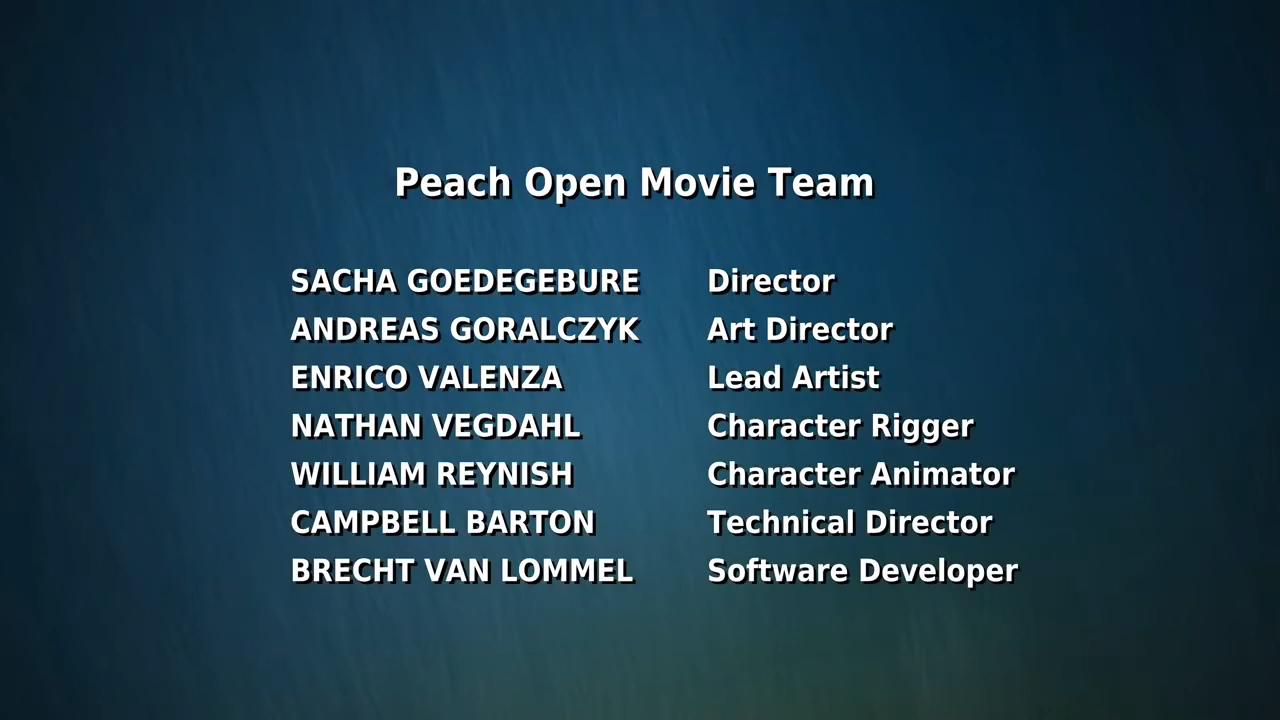 Peach Open Movie Team
SACHA GOEDEGEBURE Director
ANDREAS GORALCZYK Art Director
ENRICO VALENZA Lead Artist
NATHAN VEGDAHL Character Rigger
WILLIAM REYNISH Character Animator
CAMPBELL BARTON Technical Director
BRECHT VAN LOMMEL Software Developer